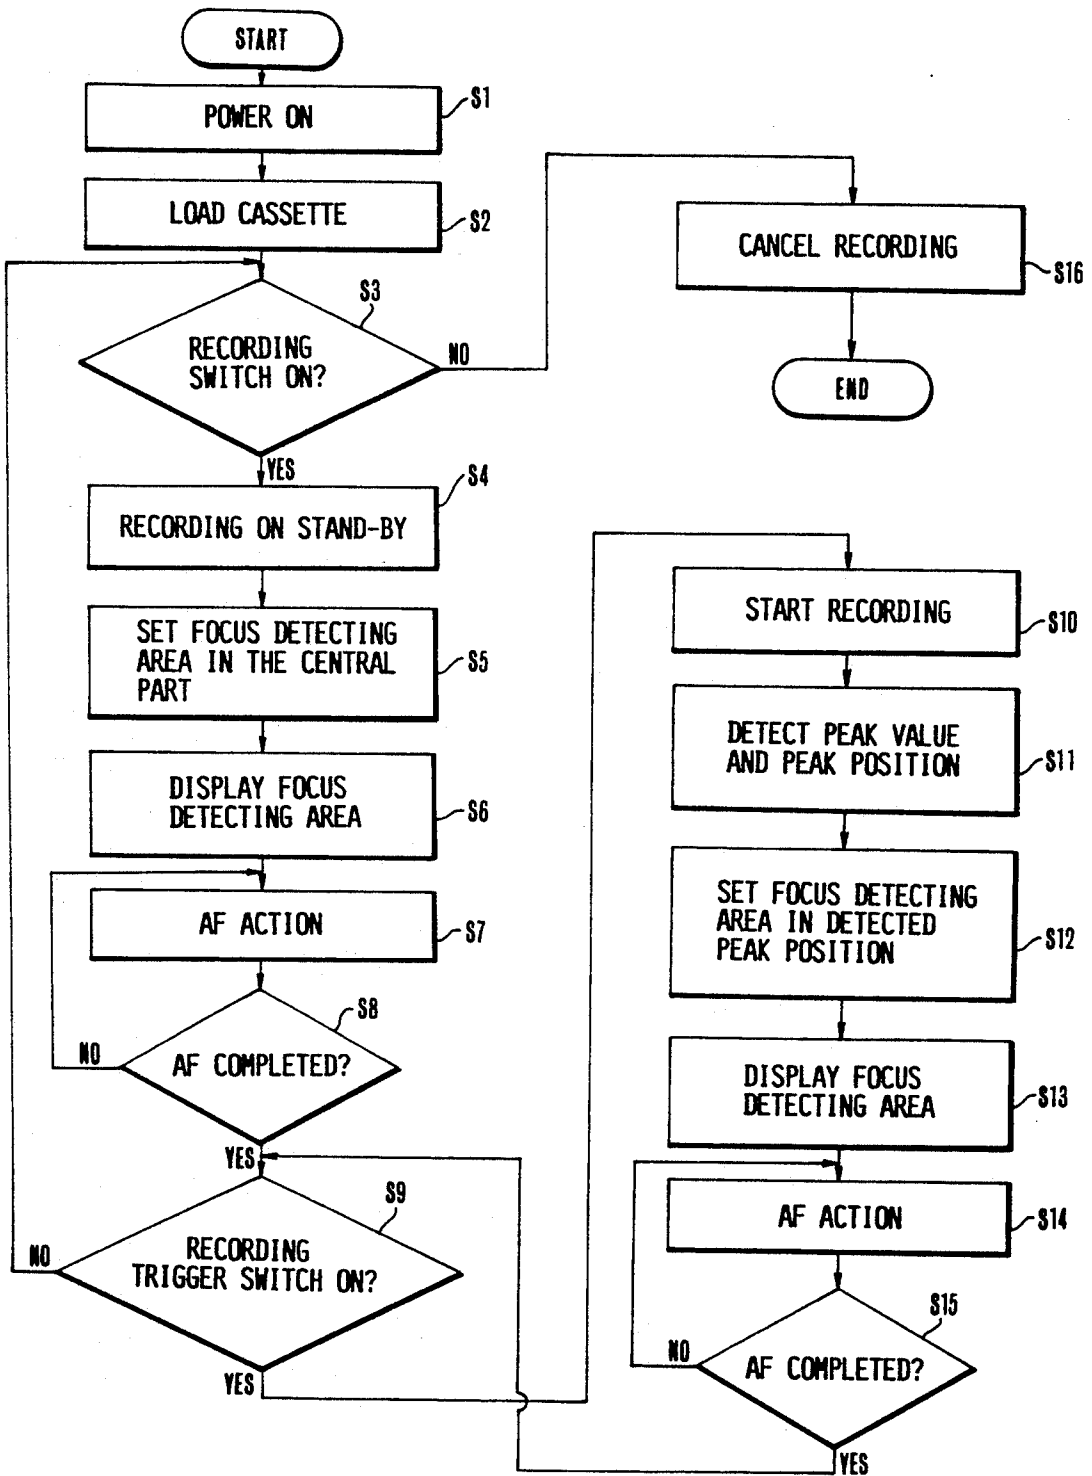 START
POWER ON
S1
LOAD CASSETTE
S2
S3
RECORDING
SWITCH ON?
NO
YES
S4
RECORDING ON STAND-BY
SET FOCUS DETECTING
AREA IN THE CENTRAL
PART
S5
DISPLAY FOCUS
DETECTING AREA
S6
AF ACTION
S7
S8
AF COMPLETED?
NO
YES
S9
RECORDING
TRIGGER SWITCH ON?
NO
YES
START RECORDING
S10
DETECT PEAK VALUE
AND PEAK POSITION
S11
SET FOCUS DETECTING
AREA IN DETECTED
PEAK POSITION
S12
DISPLAY FOCUS
DETECTING AREA
S13
AF ACTION
S14
S15
AF COMPLETED?
NO
YES
CANCEL RECORDING
S16
END